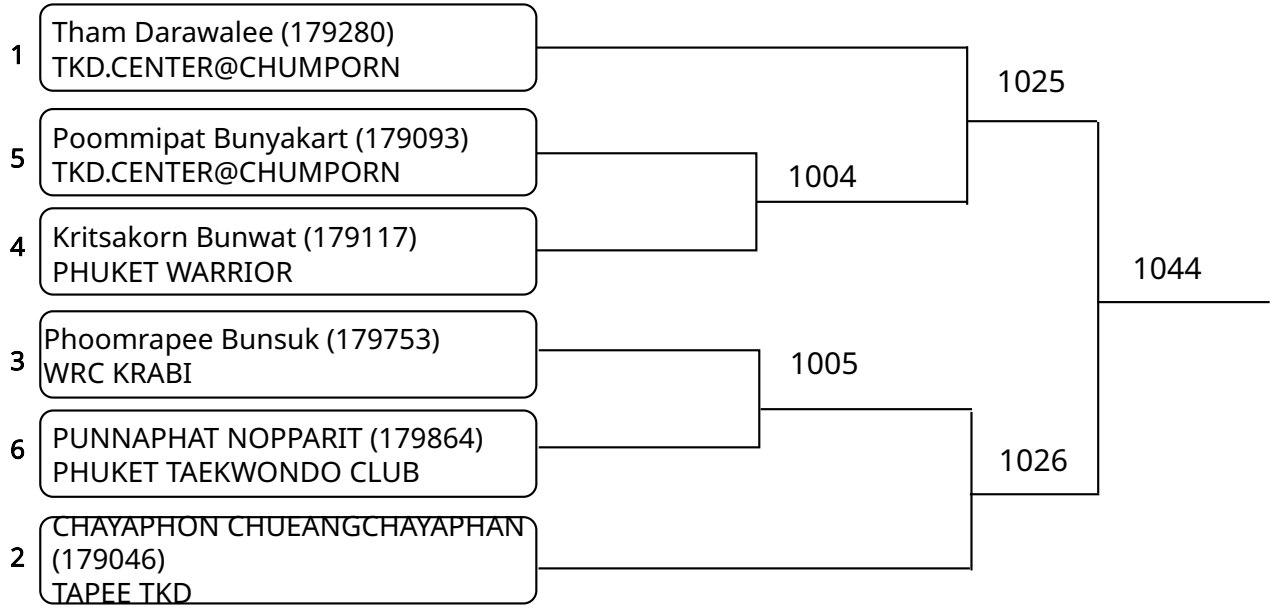 1
Tham Darawalee (179280)
TKD.CENTER@CHUMPORN
1025
5
Poommipat Bunyakart (179093)
TKD.CENTER@CHUMPORN
1004
4
Kritsakorn Bunwat (179117)
PHUKET WARRIOR
1044
3
Phoomrapee Bunsuk (179753)
WRC KRABI
1005
6
PUNNAPHAT NOPPARIT (179864)
PHUKET TAEKWONDO CLUB
1026
2
CHAYAPHON CHUEANGCHAYAPHAN
(179046)
TAPEE TKD